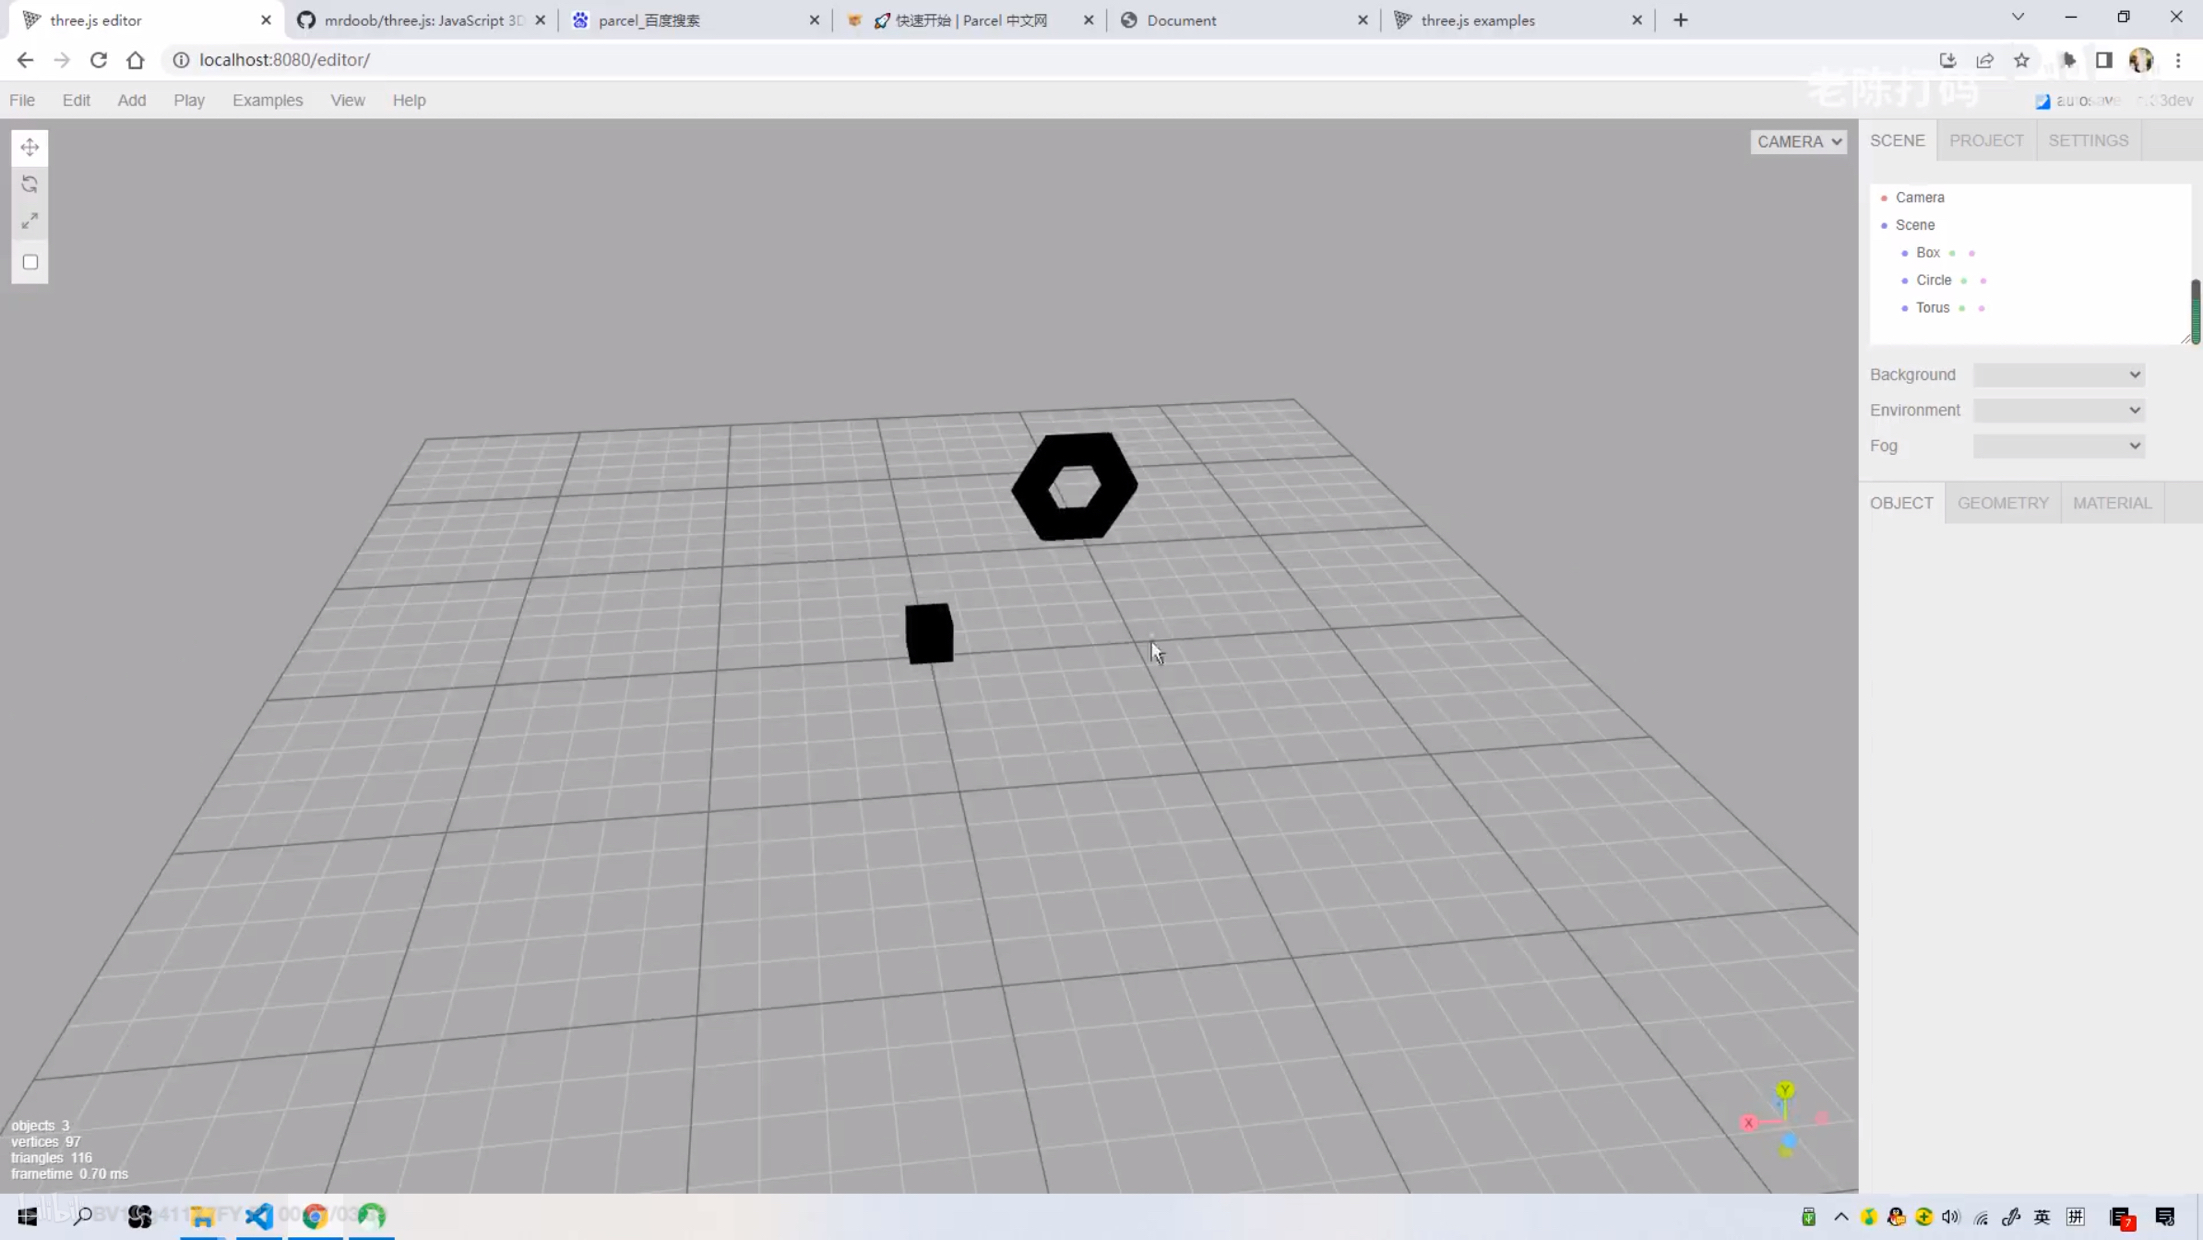 three.js editor
mrdoob/three.js: JavaScript 3D
parcel_百度搜索
快速开始 | Parcel 中文网
Document
three.js examples
localhost:8080/editor/
老陈打码
File Edit Add Play Examples View Help
autosave
CAMERA
SCENE PROJECT SETTINGS
Camera
Scene
Box
Circle
Torus
Background
Environment
Fog
OBJECT GEOMETRY MATERIAL
Y
X
objects 3
vertices 97
triangles 116
frametime 0.70 ms
英
拼
7